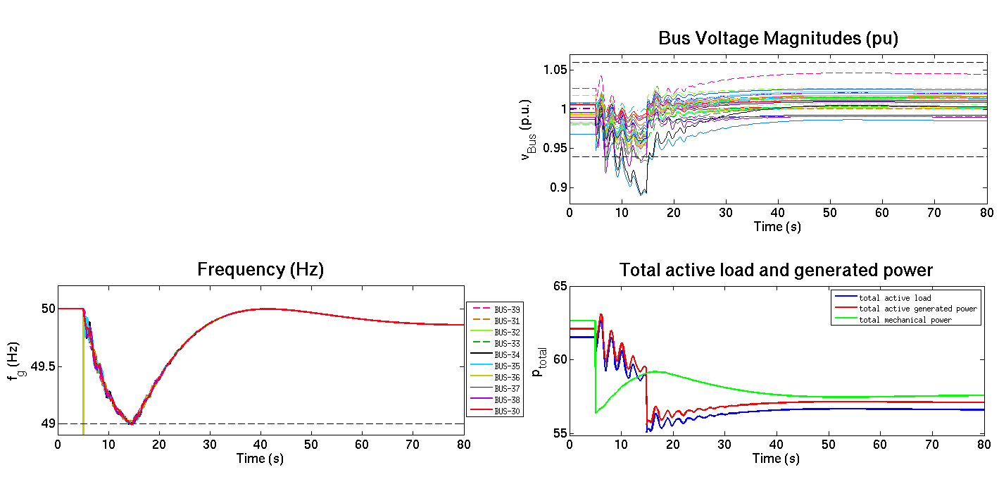 Bus Voltage Magnitudes (pu)
1.05
1
0.95
0.9
v_Bus (p.u.)
0 10 20 30 40 50 60 70 80
Time (s)
Frequency (Hz)
50
49.5
49
f_g (Hz)
0 10 20 30 40 50 60 70 80
Time (s)
BUS-39
BUS-31
BUS-32
BUS-33
BUS-34
BUS-35
BUS-36
BUS-37
BUS-38
BUS-30
Total active load and generated power
65
60
55
p_total
total active load
total active generated power
total mechanical power
0 10 20 30 40 50 60 70 80
Time (s)